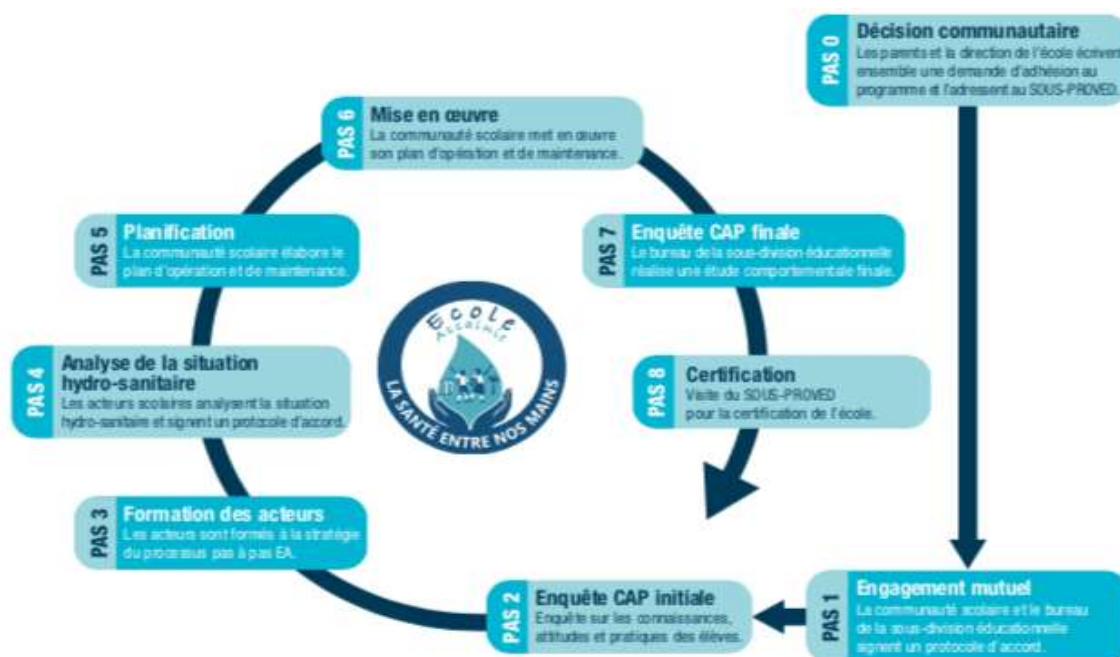 PAS 0
Décision communautaire
Les parents et la direction de l'école écrivent
ensemble une demande d'adhésion au
programme et l'adressent au SOUS-PROVED.
PAS 1
Engagement mutuel
La communauté scolaire et le bureau
de la sous-division éducationnelle
signent un protocole d'accord.
PAS 2
Enquête CAP initiale
Enquête sur les connaissances,
attitudes et pratiques des élèves.
PAS 3
Formation des acteurs
Les acteurs sont formés à la stratégie
du processus pas à pas EA.
PAS 4
Analyse de la situation
hydro-sanitaire
Les acteurs scolaires analysent la situation
hydro-sanitaire et signent un protocole d'accord.
PAS 5
Planification
La communauté scolaire élabore le
plan d'opération et de maintenance.
PAS 6
Mise en œuvre
La communauté scolaire met en œuvre
son plan d'opération et de maintenance.
PAS 7
Enquête CAP finale
Le bureau de la sous-division éducationnelle
réalise une étude comportementale finale.
PAS 8
Certification
Visite du SOUS-PROVED
pour la certification de l'école.
Ecole
Assainie
LA SANTÉ ENTRE NOS MAINS